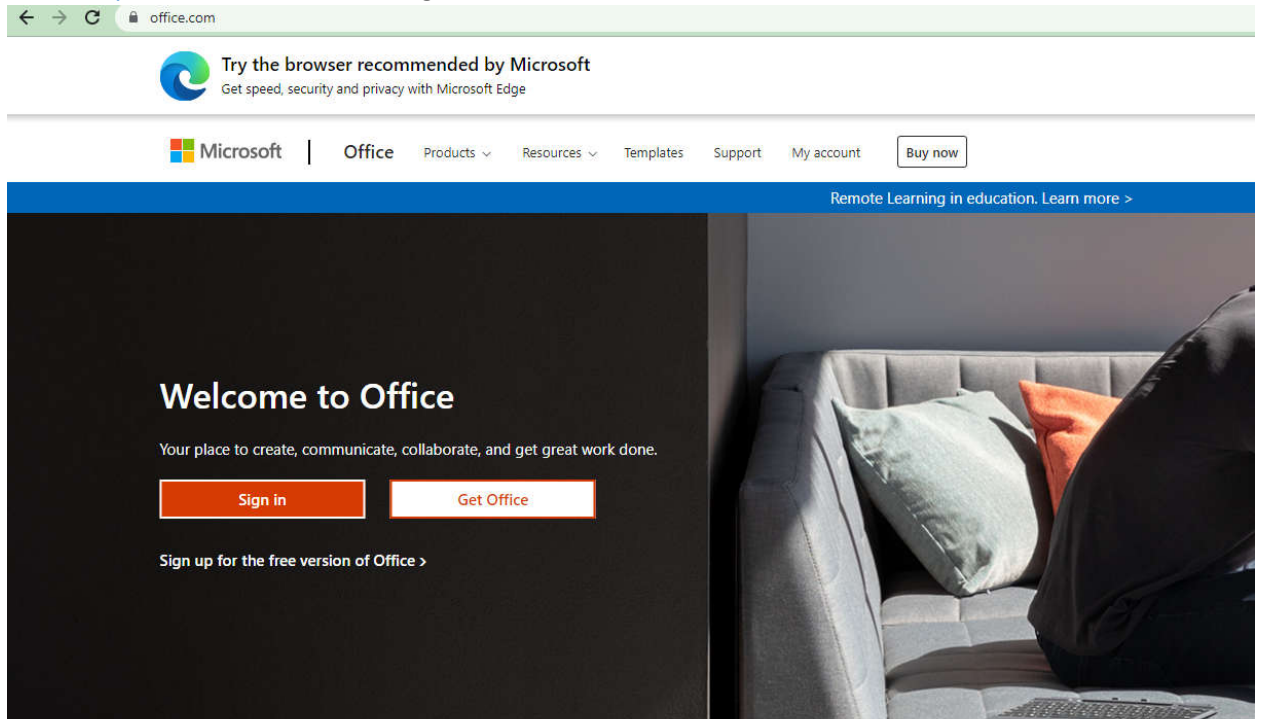 office.com
Try the browser recommended by Microsoft
Get speed, security and privacy with Microsoft Edge
Microsoft | Office Products Resources Templates Support My account Buy now
Remote Learning in education. Learn more >
Welcome to Office
Your place to create, communicate, collaborate, and get great work done.
Sign in Get Office
Sign up for the free version of Office >